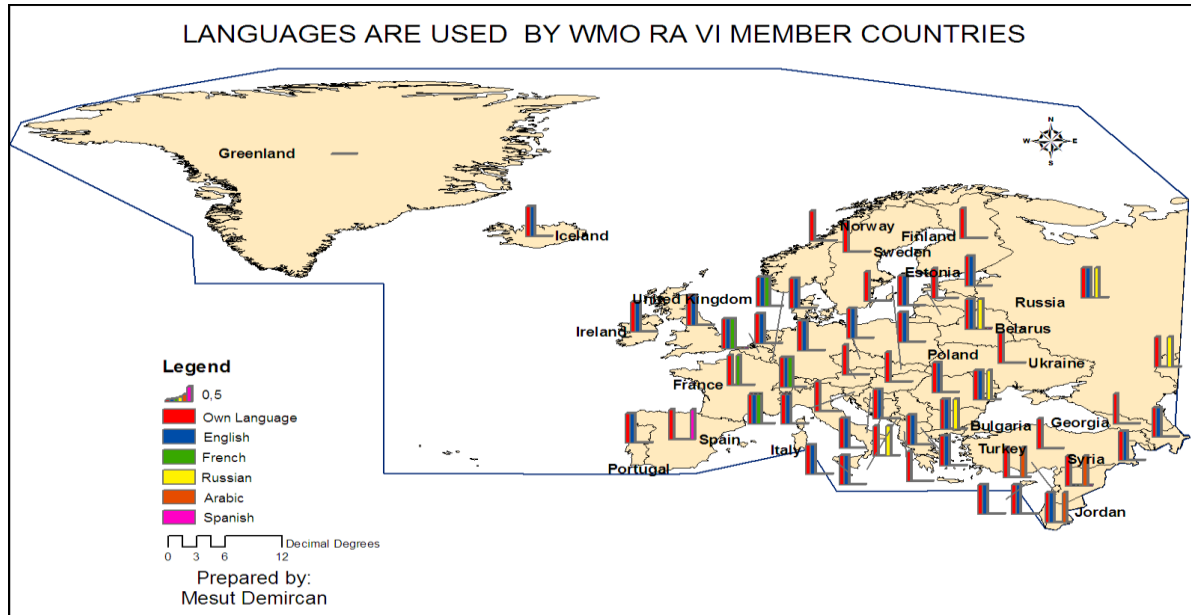 LANGUAGES ARE USED BY WMO RA VI MEMBER COUNTRIES
N
W E
S
Greenland
Iceland
Norway
Finland
Sweden
Estonia
United Kingdom
Russia
Ireland
Belarus
Ukraine
Poland
France
Bulgaria
Georgia
Spain
Italy
Turkey
Syria
Portugal
Jordan
Legend
0,5
Own Language
English
French
Russian
Arabic
Spanish
Decimal Degrees
0 3 6 12
Prepared by:
Mesut Demircan